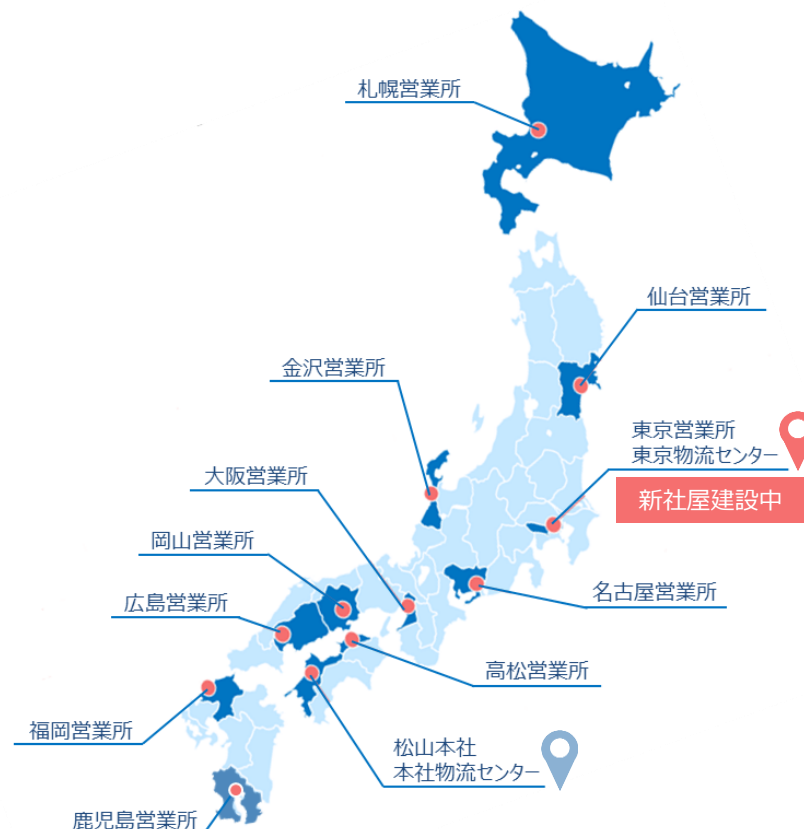 札幌営業所
仙台営業所
金沢営業所
東京営業所
東京物流センター
新社屋建設中
大阪営業所
岡山営業所
広島営業所
名古屋営業所
高松営業所
福岡営業所
松山本社
本社物流センター
鹿児島営業所